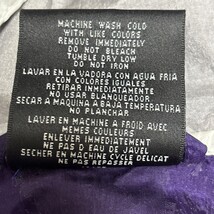 MACHINE WASH COLD
WITH LIKE COLORS
REMOVE IMMEDIATELY
DO NOT BLEACH
TUMBLE DRY LOW
DO NOT IRON
LAVAR EN LA VADORA CON AGUA FRIA
CON COLORES IGUALES
RETIRAR INMEDIATAMENTE
NO USAR BLANQUEADOR
SECAR A MAQUINA A BAJA TEMPERATURA
NO PLANCHAR
LAVER EN MACHINE A FROID AVEC
MEMES COULEURS
ENLEVER IMMEDIATEMENT
NE PAS D EAU DE JAVEL
SECHER EN MACHINE CYCLE DELICAT
NE PAS REPASSER